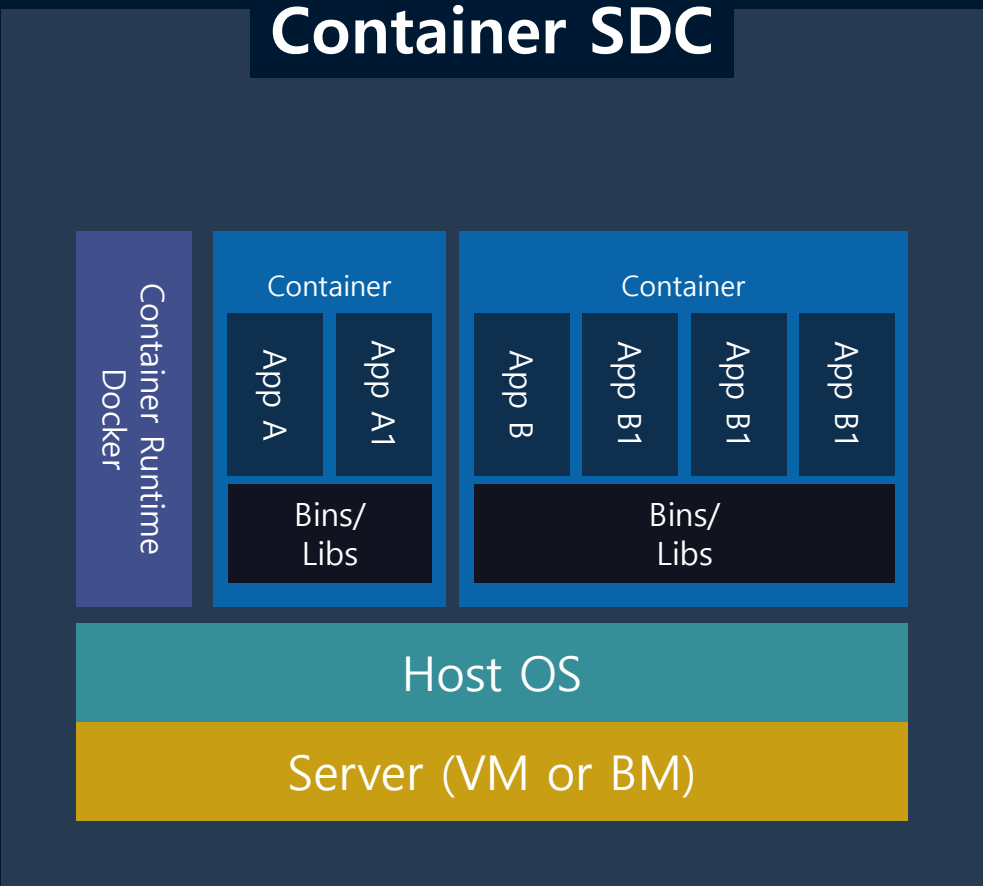 Container SDC
Container Runtime
Docker
Container
App A
App A1
Bins/
Libs
Container
App B
App B1
App B1
App B1
Bins/
Libs
Host OS
Server (VM or BM)